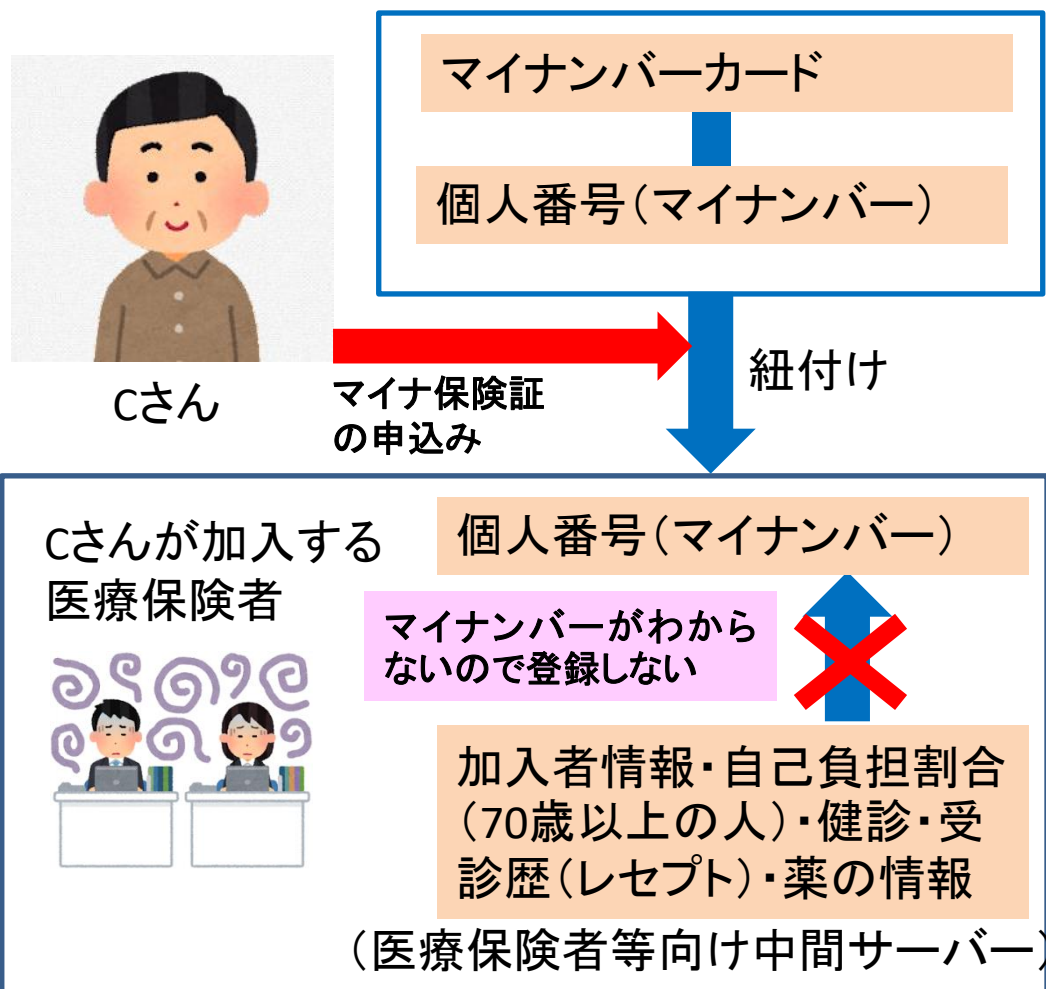 マイナンバーカード
個人番号(マイナンバー)
Cさん
マイナ保険証
の申込み
紐付け
Cさんが加入する
医療保険者
個人番号(マイナンバー)
マイナンバーがわから
ないので登録しない
加入者情報・自己負担割合
(70歳以上の人)・健診・受
診歴(レセプト)・薬の情報
(医療保険者等向け中間サーバー)